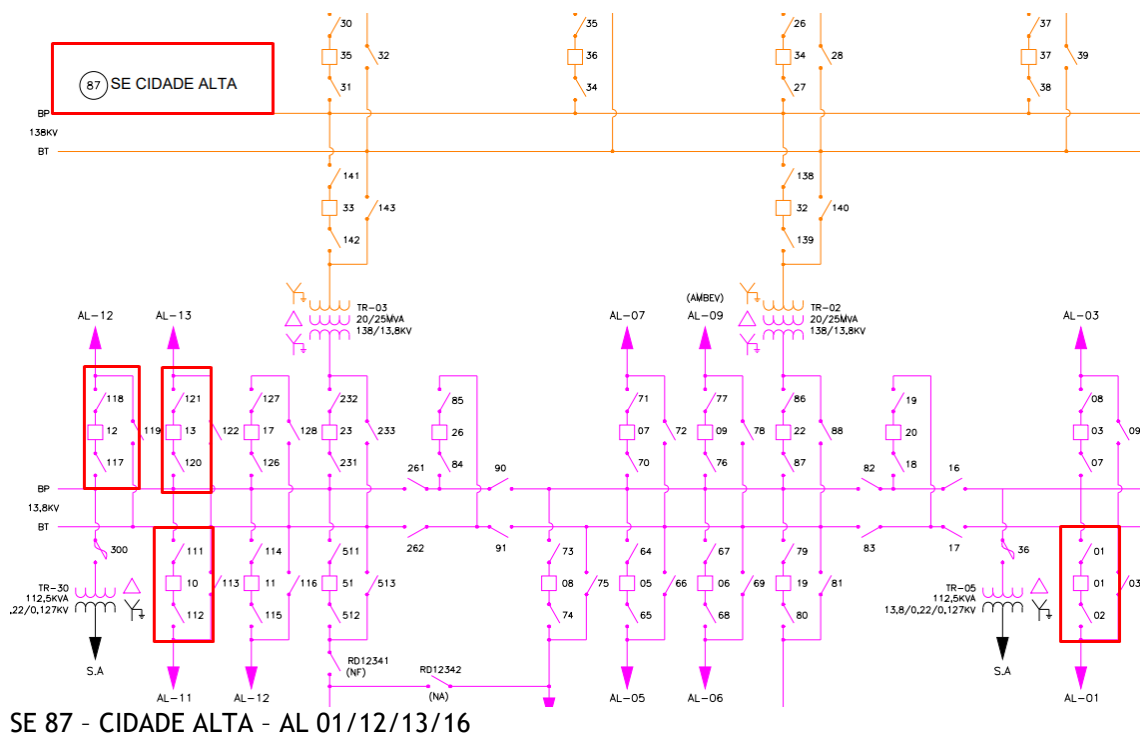 30
32
35
31
35
36
34
26
28
34
27
37
39
37
38
87 SE CIDADE ALTA
BP
138KV
BT
141
33
143
142
138
32
140
139
TR-03
20/25MVA
138/13,8KV
(AMBEV)
TR-02
20/25MVA
138/13,8KV
AL-12
AL-13
AL-07
AL-09
AL-03
118
12
119
117
121
13
122
120
127
17
128
126
232
23
233
231
85
26
84
71
07
72
70
77
09
78
76
86
22
88
87
19
20
18
08
03
09
07
261
90
82
16
BP
13,8KV
BT
262
91
83
17
300
TR-30
112,5KVA
,22/0,127KV
S.A
111
10
113
112
114
11
116
115
511
51
513
512
73
08
75
74
64
05
66
65
67
06
69
68
79
19
81
80
36
TR-05
112,5KVA
13,8/0,22/0,127KV
S.A
01
01
03
02
RD12341
(NF)
RD12342
(NA)
AL-11
AL-12
AL-05
AL-06
AL-01
SE 87 - CIDADE ALTA - AL 01/12/13/16